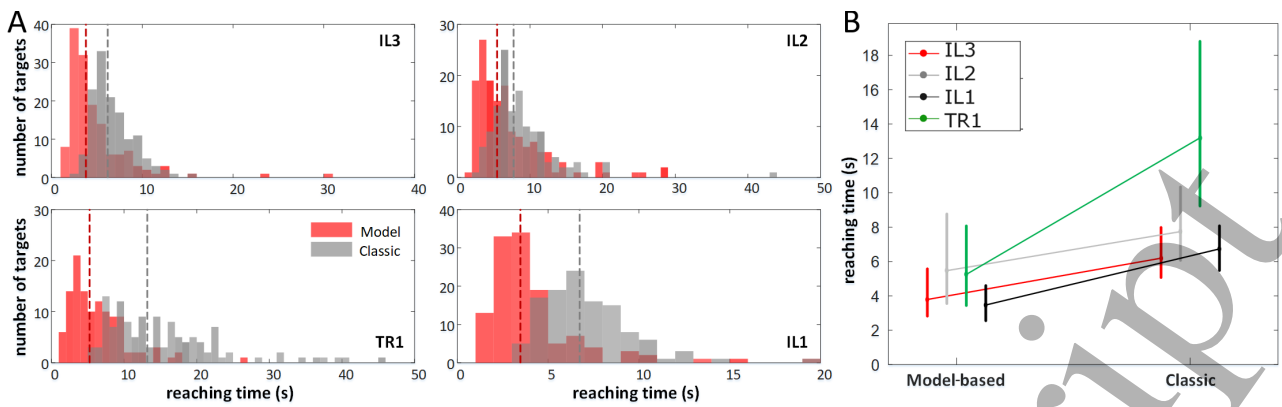 A
number of targets
40
30
20
10
0
0 10 20 30 40
IL3
30
20
10
0
0 10 20 30 40 50
IL2
number of targets
30
20
10
0
0 10 20 30 40 50
reaching time (s)
TR1
Model
Classic
40
30
20
10
0
0 5 10 15 20
reaching time (s)
IL1
B
reaching time (s)
18
16
14
12
10
8
6
4
2
0
IL3
IL2
IL1
TR1
Model-based Classic
ipt